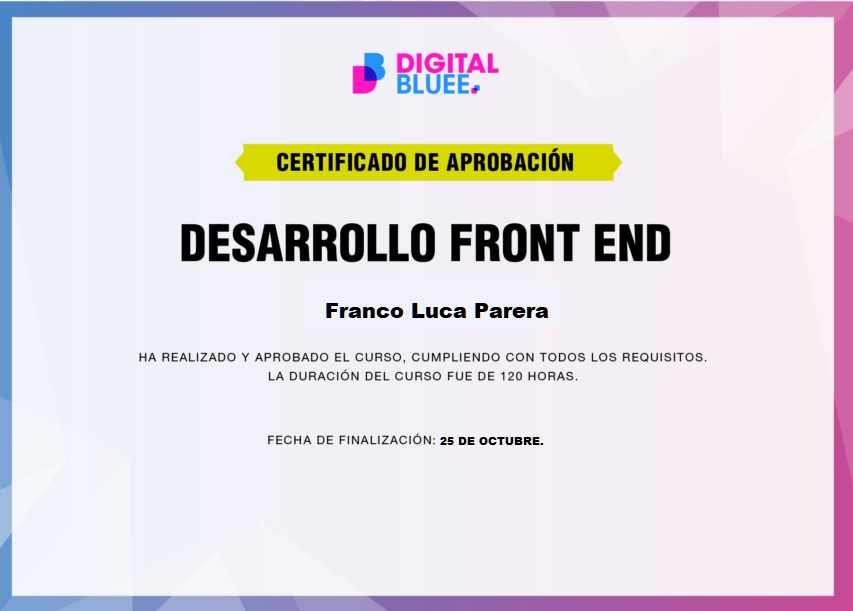 DIGITAL
BLUEE.
CERTIFICADO DE APROBACIÓN
DESARROLLO FRONT END
Franco Luca Parera
HA REALIZADO Y APROBADO EL CURSO, CUMPLIENDO CON TODOS LOS REQUISITOS.
LA DURACIÓN DEL CURSO FUE DE 120 HORAS.
FECHA DE FINALIZACIÓN: 25 DE OCTUBRE.